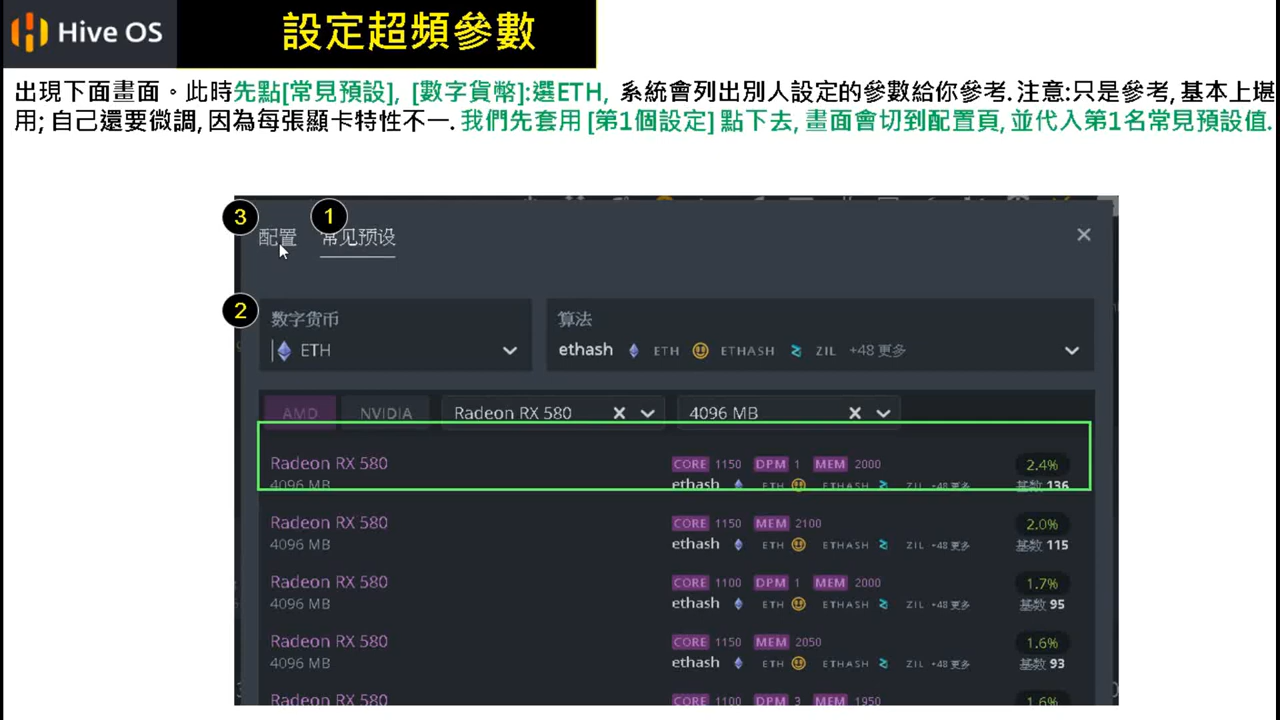 Hive OS
設定超頻參數
出現下面畫面。此時先點[常見預設], [數字貨幣]:選ETH, 系統會列出別人設定的參數給你參考. 注意:只是參考, 基本上堪
用; 自己還要微調, 因為每張顯卡特性不一. 我們先套用 [第1個設定] 點下去, 畫面會切到配置頁, 並代入第1名常見預設值.
3 1
配置 常见预设
2
数字货币 算法
ETH ethash ETH ETHASH ZIL +48 更多
AMD NVIDIA Radeon RX 580 4096 MB
Radeon RX 580 CORE 1150 DPM 1 MEM 2000 2.4%
4096 MB ethash ETH ETHASH ZIL +48 更多 基数 136
Radeon RX 580 CORE 1150 MEM 2100 2.0%
4096 MB ethash ETH ETHASH ZIL +48 更多 基数 115
Radeon RX 580 CORE 1100 DPM 1 MEM 2000 1.7%
4096 MB ethash ETH ETHASH ZIL +48 更多 基数 95
Radeon RX 580 CORE 1150 MEM 2050 1.6%
4096 MB ethash ETH ETHASH ZIL +48 更多 基数 93
Radeon RX 580 CORE 1100 DPM 3 MEM 1950 1.6%